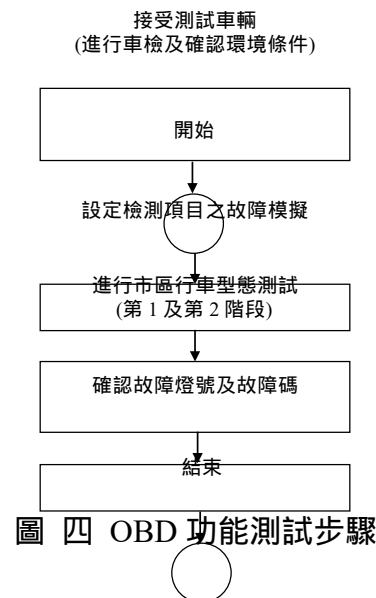 接受測試車輛
(進行車檢及確認環境條件)
開始
設定檢測項目之故障模擬
進行市區行車型態測試
(第 1 及第 2 階段)
確認故障燈號及故障碼
結束
圖 四 OBD 功能測試步驟